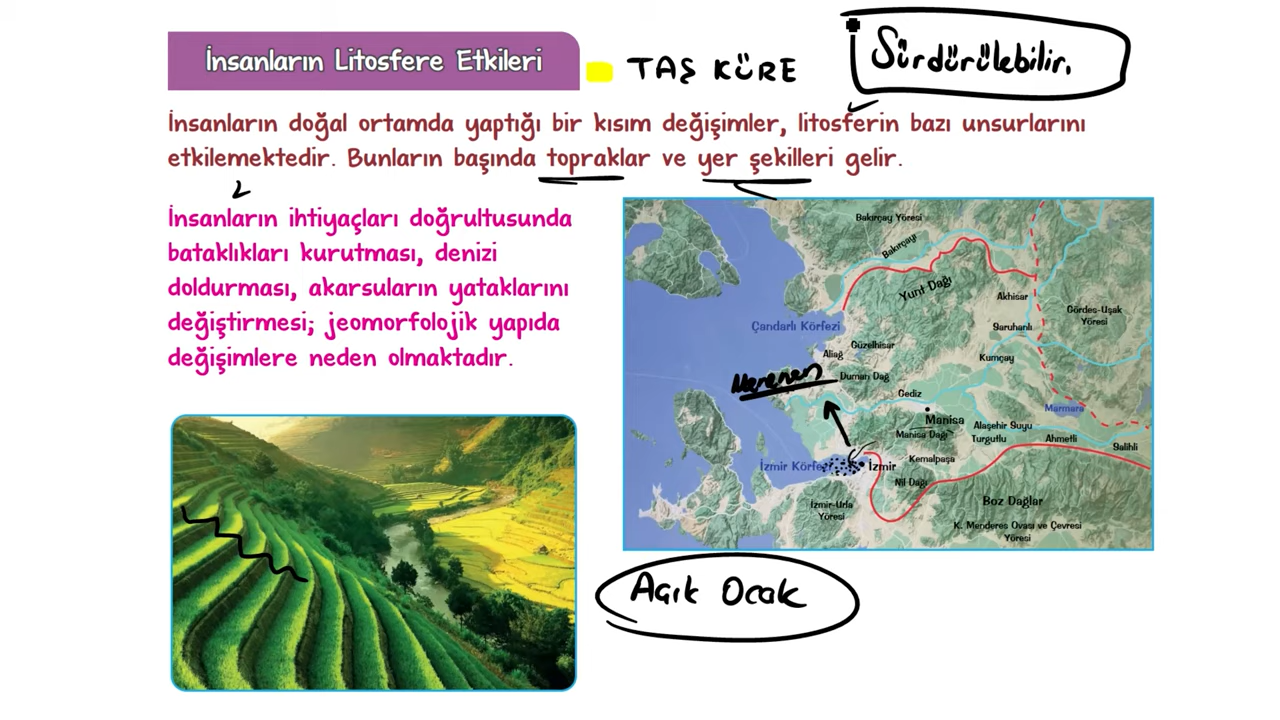 İnsanların Litosfere Etkileri
TAŞ KÜRE
Sürdürülebilir.
İnsanların doğal ortamda yaptığı bir kısım değişimler, litosferin bazı unsurlarını
etkilemektedir. Bunların başında topraklar ve yer şekilleri gelir.
İnsanların ihtiyaçları doğrultusunda
bataklıkları kurutması, denizi
doldurması, akarsuların yataklarını
değiştirmesi; jeomorfolojik yapıda
değişimlere neden olmaktadır.
Bakırçay Yöresi
Bakırçayı
Yunt Dağı
Akhisar
Gördes-Uşak
Yöresi
Çandarlı Körfezi
Saruhanlı
Güzelhisar
Aliağ
Kumçay
Menemen
Duman Dağ
Gediz
Marmara
Manisa
Alaşehir Suyu
Manisa Dağı
Turgutlu
Ahmetli
Salihli
Kemalpaşa
İzmir Körfe
İzmir
Nil Dağı
İzmir-Urla
Yöresi
Boz Dağlar
K. Menderes Ovası ve Çevresi
Yöresi
Açık Ocak